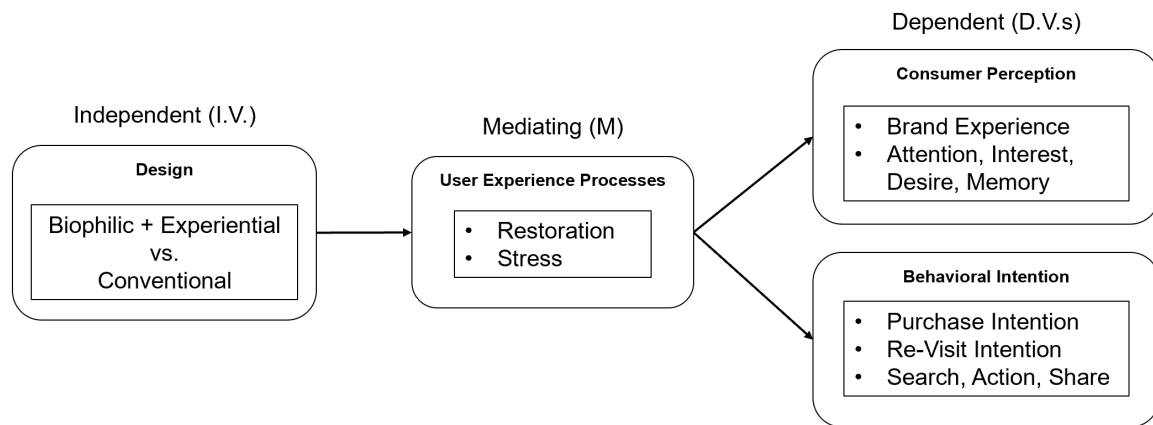 Independent (I.V.)
Design
Biophilic + Experiential
vs.
Conventional
Mediating (M)
User Experience Processes
• Restoration
• Stress
Dependent (D.V.s)
Consumer Perception
• Brand Experience
• Attention, Interest,
Desire, Memory
Behavioral Intention
• Purchase Intention
• Re-Visit Intention
• Search, Action, Share